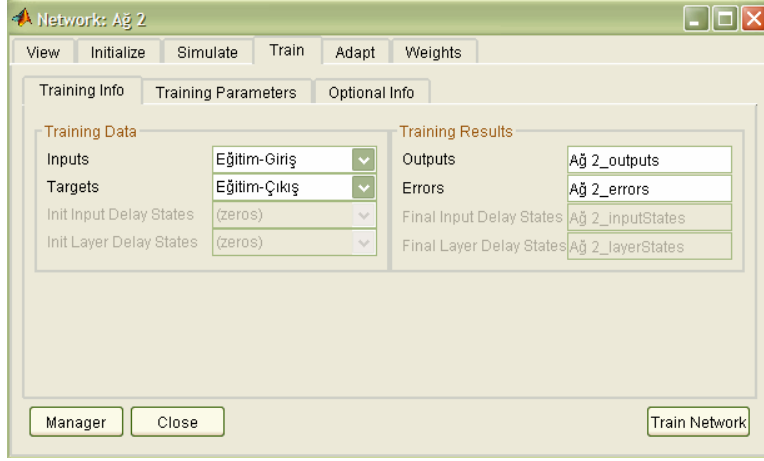 Network: Ağ 2
View Initialize Simulate Train Adapt Weights
Training Info Training Parameters Optional Info
Training Data
Inputs Eğitim-Giriş
Targets Eğitim-Çıkış
Init Input Delay States (zeros)
Init Layer Delay States (zeros)
Training Results
Outputs Ağ 2_outputs
Errors Ağ 2_errors
Final Input Delay States Ağ 2_inputStates
Final Layer Delay States Ağ 2_layerStates
Manager Close Train Network